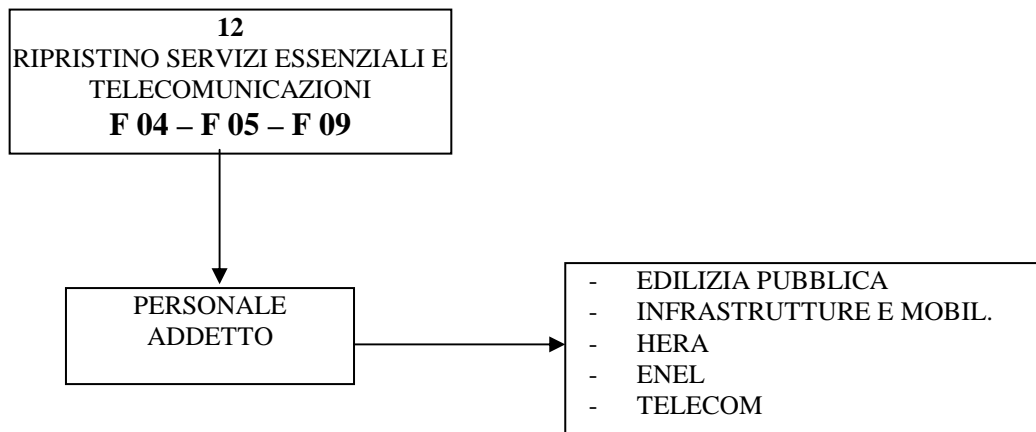 12
RIPRISTINO SERVIZI ESSENZIALI E
TELECOMUNICAZIONI
F 04 – F 05 – F 09
PERSONALE
ADDETTO
- EDILIZIA PUBBLICA
- INFRASTRUTTURE E MOBIL.
- HERA
- ENEL
- TELECOM